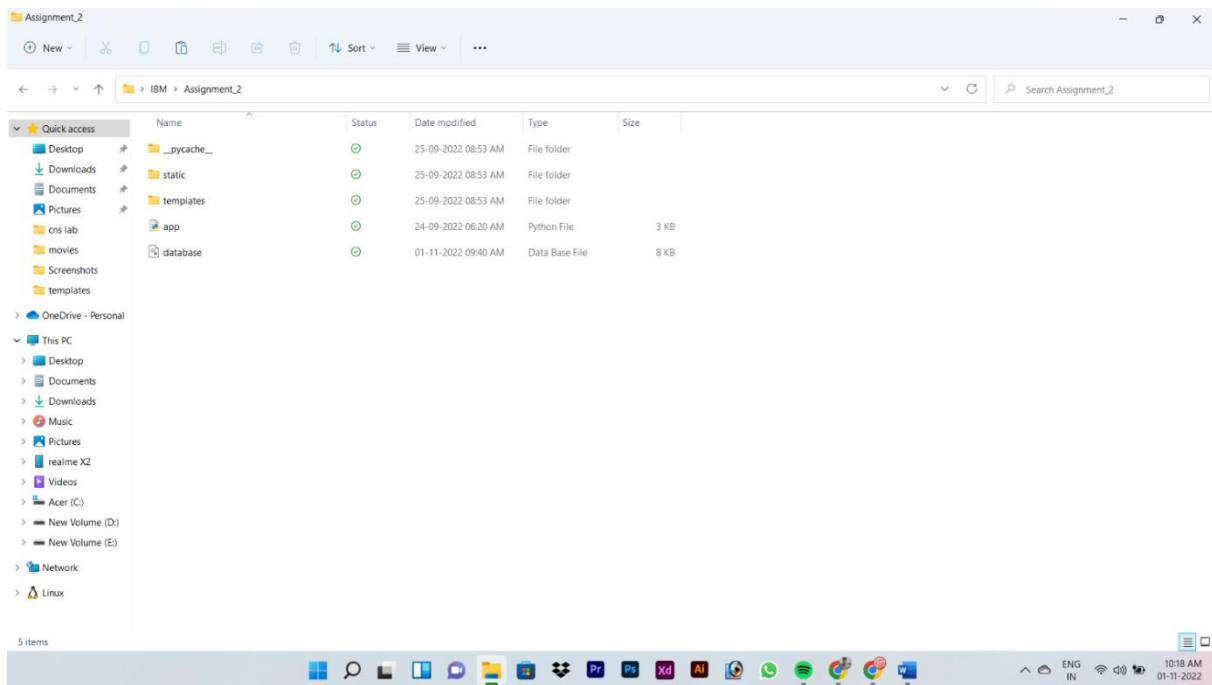 Assignment_2
New Sort View ...
IBM > Assignment_2 Search Assignment_2
Name Status Date modified Type Size
__pycache__ 25-09-2022 08:53 AM File folder
static 25-09-2022 08:53 AM File folder
templates 25-09-2022 08:53 AM File folder
app 24-09-2022 06:20 AM Python File 3 KB
database 01-11-2022 09:40 AM Data Base File 8 KB
Quick access
Desktop
Downloads
Documents
Pictures
cns lab
movies
Screenshots
templates
OneDrive - Personal
This PC
Desktop
Documents
Downloads
Music
Pictures
realme X2
Videos
Acer (C:)
New Volume (D:)
New Volume (E:)
Network
Linux
5 items
Pr Ps Xd Ai W
ENG
IN
10:18 AM
01-11-2022